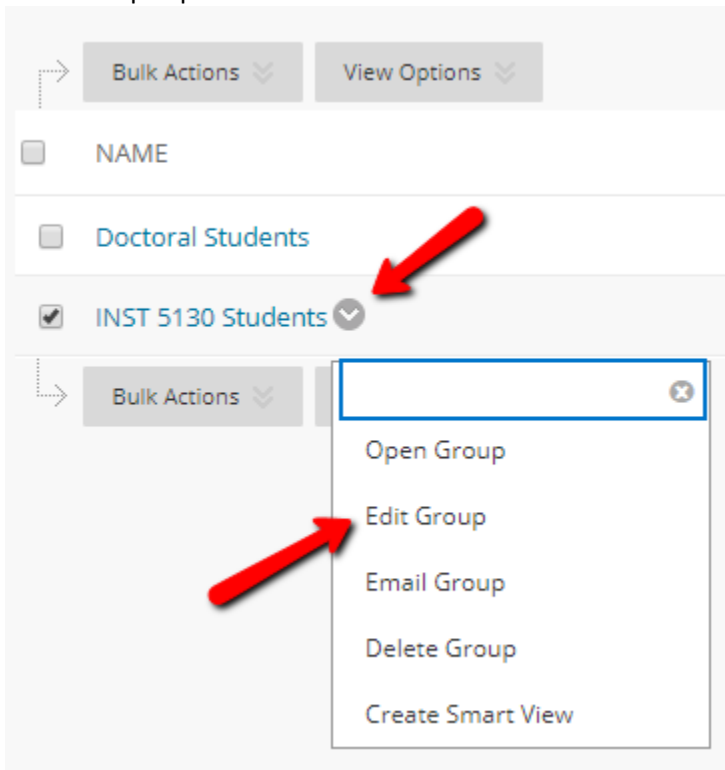 Bulk Actions View Options
NAME
Doctoral Students
INST 5130 Students
Bulk Actions
Open Group
Edit Group
Email Group
Delete Group
Create Smart View